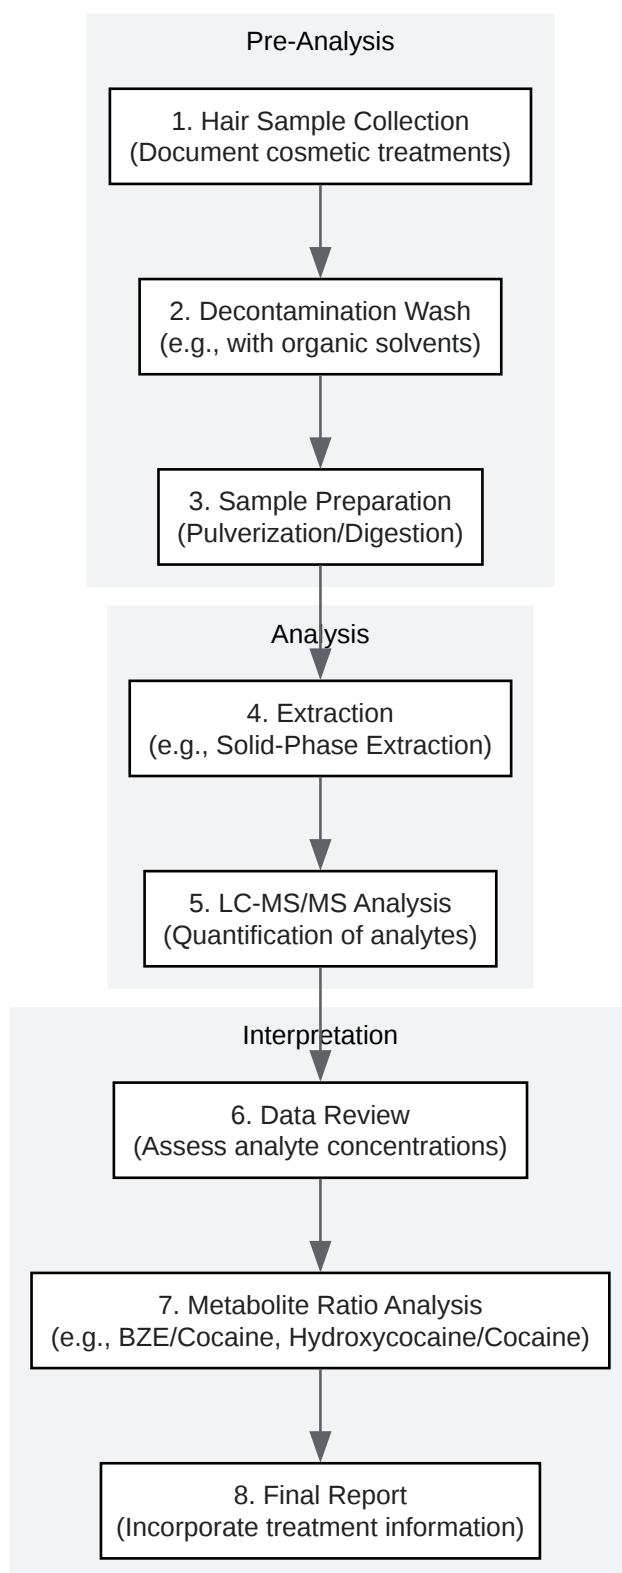 Pre-Analysis
1. Hair Sample Collection
(Document cosmetic treatments)
2. Decontamination Wash
(e.g., with organic solvents)
3. Sample Preparation
(Pulverization/Digestion)
Analysis
4. Extraction
(e.g., Solid-Phase Extraction)
5. LC-MS/MS Analysis
(Quantification of analytes)
Interpretation
6. Data Review
(Assess analyte concentrations)
7. Metabolite Ratio Analysis
(e.g., BZE/Cocaine, Hydroxycocaine/Cocaine)
8. Final Report
(Incorporate treatment information)